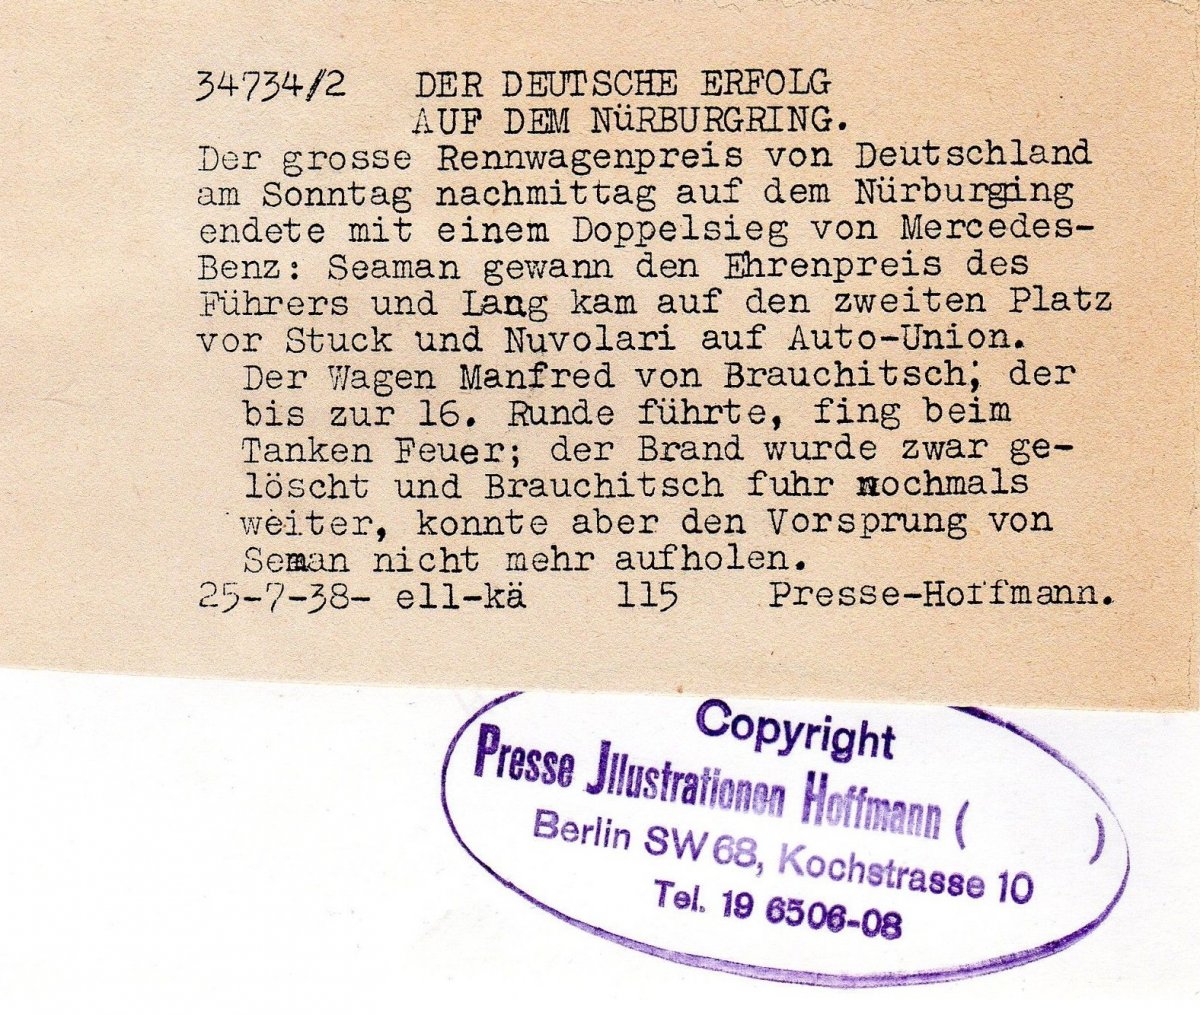 34734/2 DER DEUTSCHE ERFOLG
AUF DEM NüRBURGRING.
Der grosse Rennwagenpreis von Deutschland
am Sonntag nachmittag auf dem Nürburgring
endete mit einem Doppelsieg von Mercedes-
Benz: Seaman gewann den Ehrenpreis des
Führers und Lang kam auf den zweiten Platz
vor Stuck und Nuvolari auf Auto-Union.
Der Wagen Manfred von Brauchitsch, der
bis zur 16. Runde führte, fing beim
Tanken Feuer; der Brand wurde zwar ge-
löscht und Brauchitsch fuhr nochmals
weiter, konnte aber den Vorsprung von
Seman nicht mehr aufholen.
25-7-38- ell-kä 115 Presse-Hoffmann.
Copyright
Presse Jllustrationen Hoffmann ( )
Berlin SW 68, Kochstrasse 10
Tel. 19 6506-08